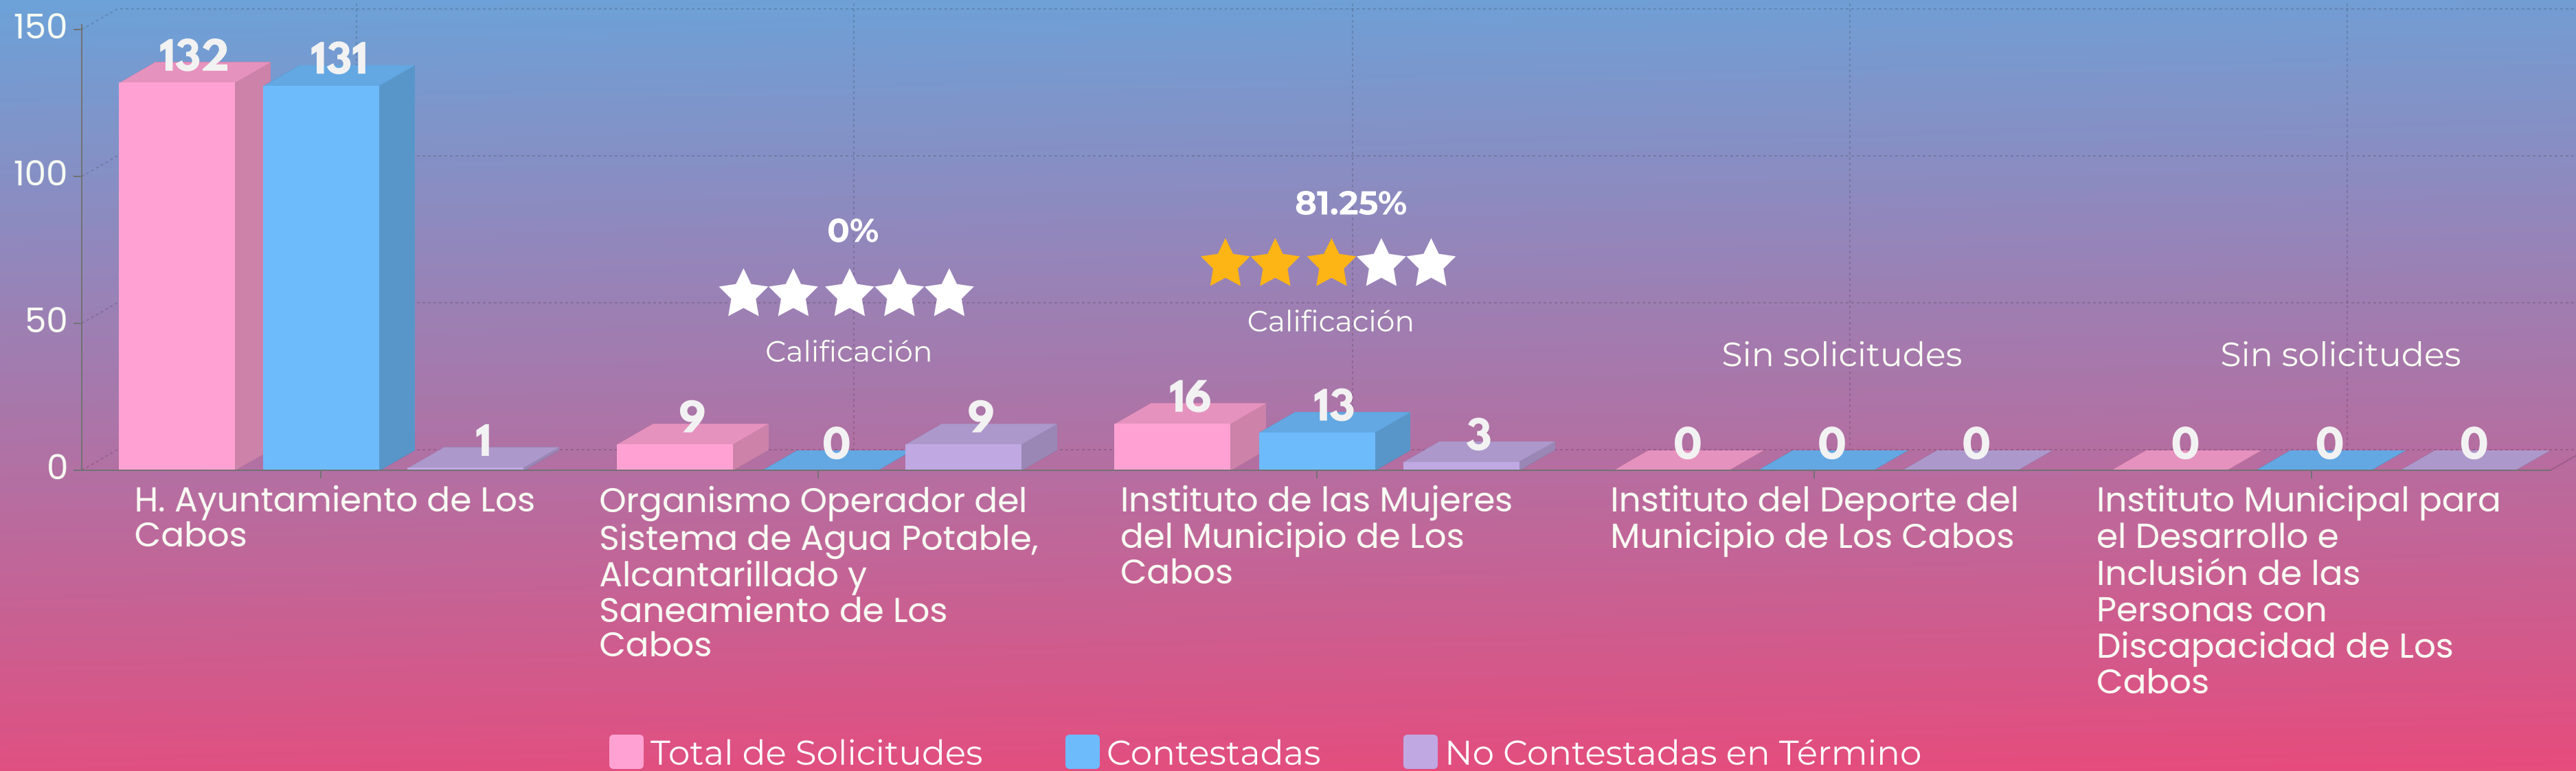 150
100
50
0
132
131
1
0%
Calificación
9
0
9
81.25%
Calificación
16
13
3
Sin solicitudes
0
0
0
Sin solicitudes
0
0
0
H. Ayuntamiento de Los
Cabos
Organismo Operador del
Sistema de Agua Potable,
Alcantarillado y
Saneamiento de Los
Cabos
Instituto de las Mujeres
del Municipio de Los
Cabos
Instituto del Deporte del
Municipio de Los Cabos
Instituto Municipal para
el Desarrollo e
Inclusión de las
Personas con
Discapacidad de Los
Cabos
Total de Solicitudes
Contestadas
No Contestadas en Término